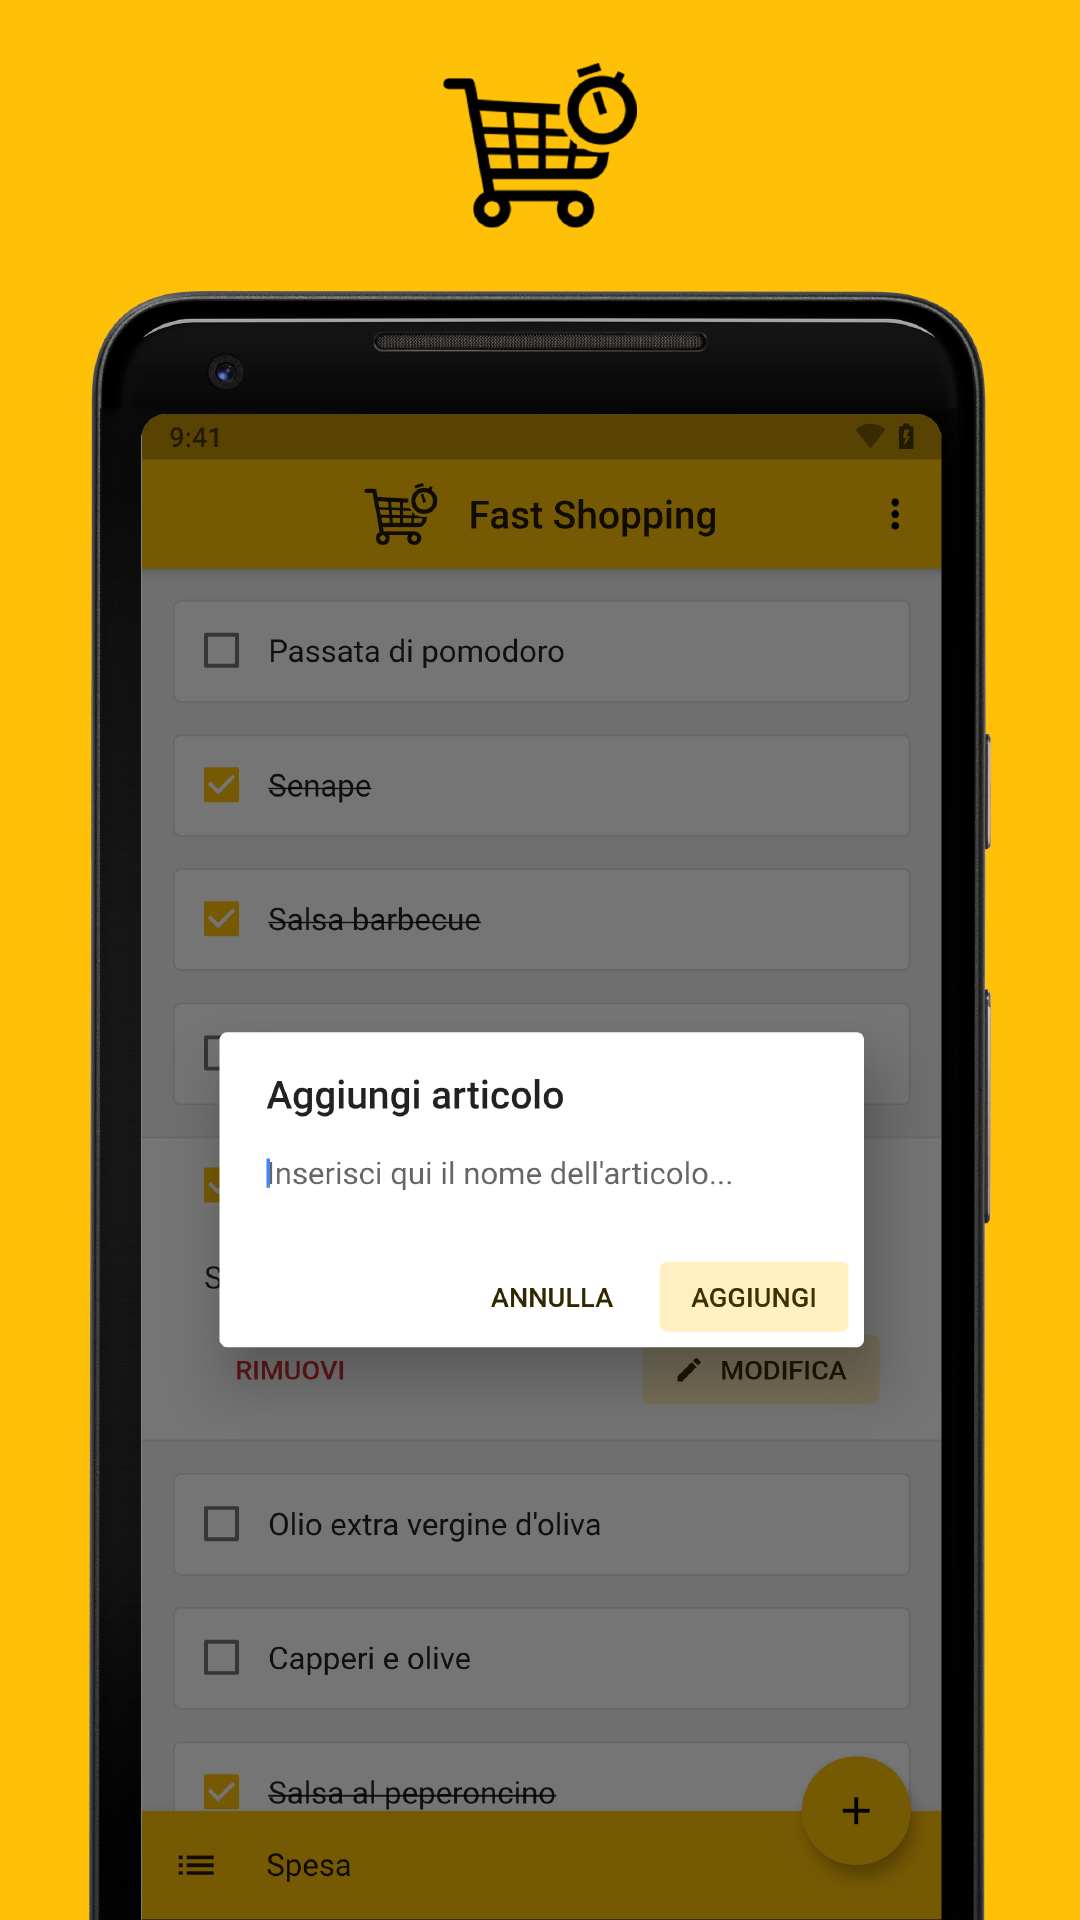 9:41
Fast Shopping
Passata di pomodoro
Senape
Salsa barbecue
Aggiungi articolo
Inserisci qui il nome dell'articolo...
ANNULLA
AGGIUNGI
RIMUOVI
MODIFICA
Olio extra vergine d'oliva
Capperi e olive
Salsa al peperoncino
Spesa